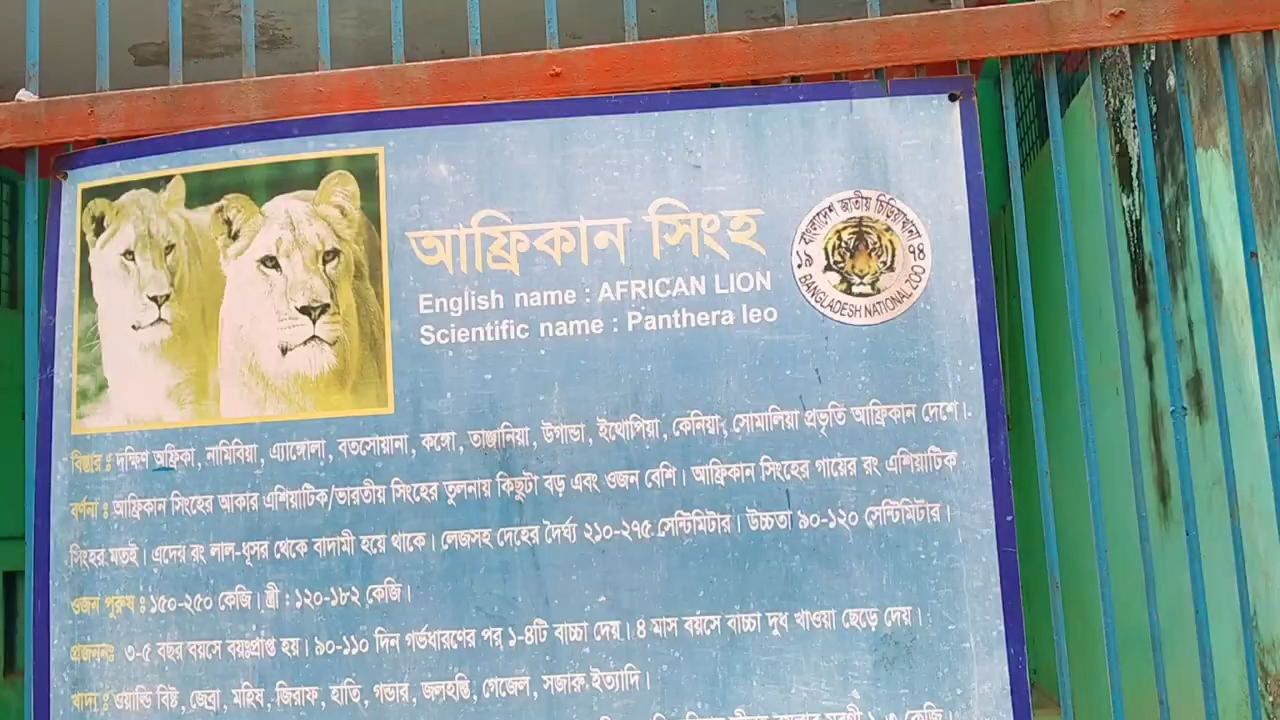 আফ্রিকান সিংহ
English name : AFRICAN LION
Scientific name : Panthera leo
বাংলাদেশ জাতীয় চিড়িয়াখানা
১৯ ৭৪
BANGLADESH NATIONAL ZOO
বিস্তার : দক্ষিণ অফ্রিকা, নামিবিয়া, এ্যাঙ্গোলা, বতসোয়ানা, কঙ্গো, তাঞ্জানিয়া, উগান্ডা, ইথোপিয়া, কেনিয়া, সোমালিয়া প্রভৃতি আফ্রিকান দেশে।
বর্ণনা : আফ্রিকান সিংহের আকার এশিয়াটিক/ভারতীয় সিংহের তুলনায় কিছুটা বড় এবং ওজন বেশি। আফ্রিকান সিংহের গায়ের রং এশিয়াটিক
সিংহর মতই। এদের রং লাল-ধূসর থেকে বাদামী হয়ে থাকে। লেজসহ দেহের দৈর্ঘ্য ২১০-২৭৫ সেন্টিমিটার। উচ্চতা ৯০-১২০ সেন্টিমিটার।
ওজন পুরুষ : ১৫০-২৫০ কেজি। স্ত্রী : ১২০-১৮২ কেজি।
প্রজননঃ ৩-৫ বছর বয়সে বয়ঃপ্রাপ্ত হয়। ৯০-১১০ দিন গর্ভধারণের পর ১-৪টি বাচ্চা দেয়। ৪ মাস বয়সে বাচ্চা দুধ খাওয়া ছেড়ে দেয়।
খাদ্য : ওয়াল্ডি বিষ্ট, জেব্রা, মহিষ, জিরাফ, হাতি, গন্ডার, জলহস্তি, গেজেল, সজারু ইত্যাদি।